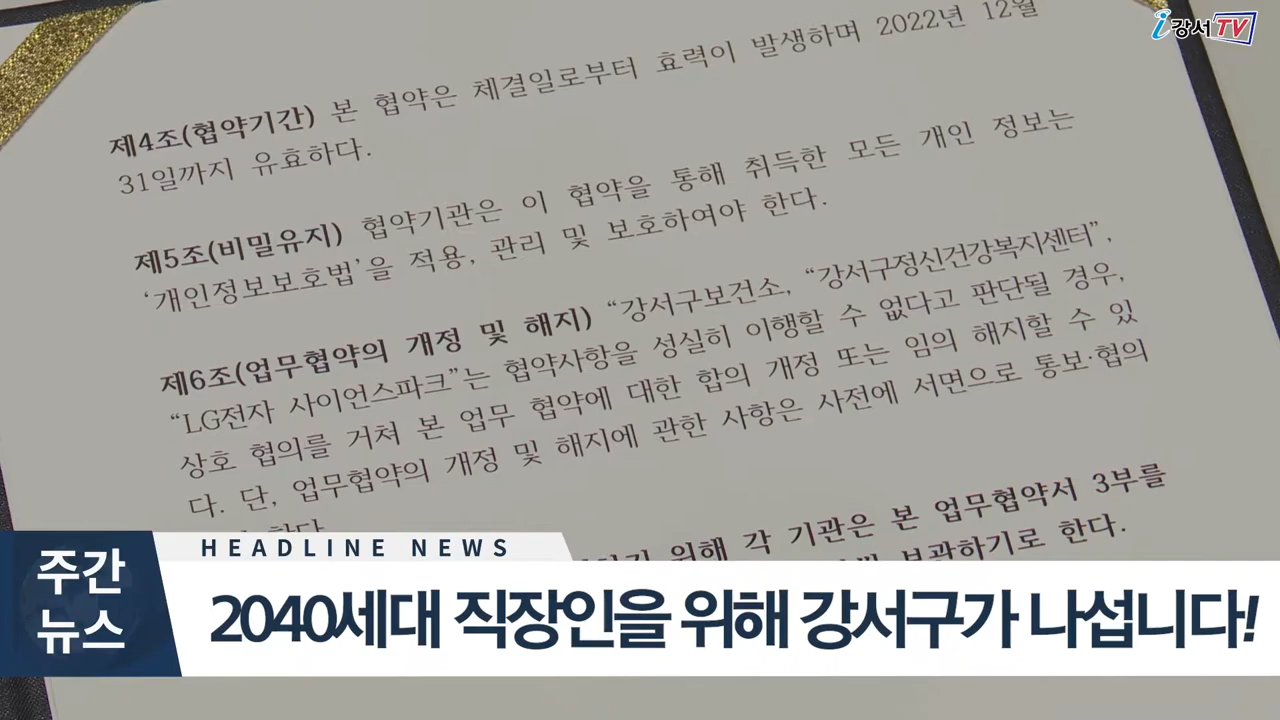 i강서TV
제4조(협약기간) 본 협약은 체결일로부터 효력이 발생하며 2022년 12월
31일까지 유효하다.
제5조(비밀유지) 협약기관은 이 협약을 통해 취득한 모든 개인 정보는
‘개인정보보호법’을 적용, 관리 및 보호하여야 한다.
제6조(업무협약의 개정 및 해지) “강서구보건소, “강서구정신건강복지센터”,
“LG전자 사이언스파크”는 협약사항을 성실히 이행할 수 없다고 판단될 경우,
상호 협의를 거쳐 본 업무 협약에 대한 합의 개정 또는 임의 해지할 수 있
다. 단, 업무협약의 개정 및 해지에 관한 사항은 사전에 서면으로 통보·협의
한다.
위해 각 기관은 본 업무협약서 3부를
보관하기로 한다.
HEADLINE NEWS
주간
뉴스
2040세대 직장인을 위해 강서구가 나섭니다!